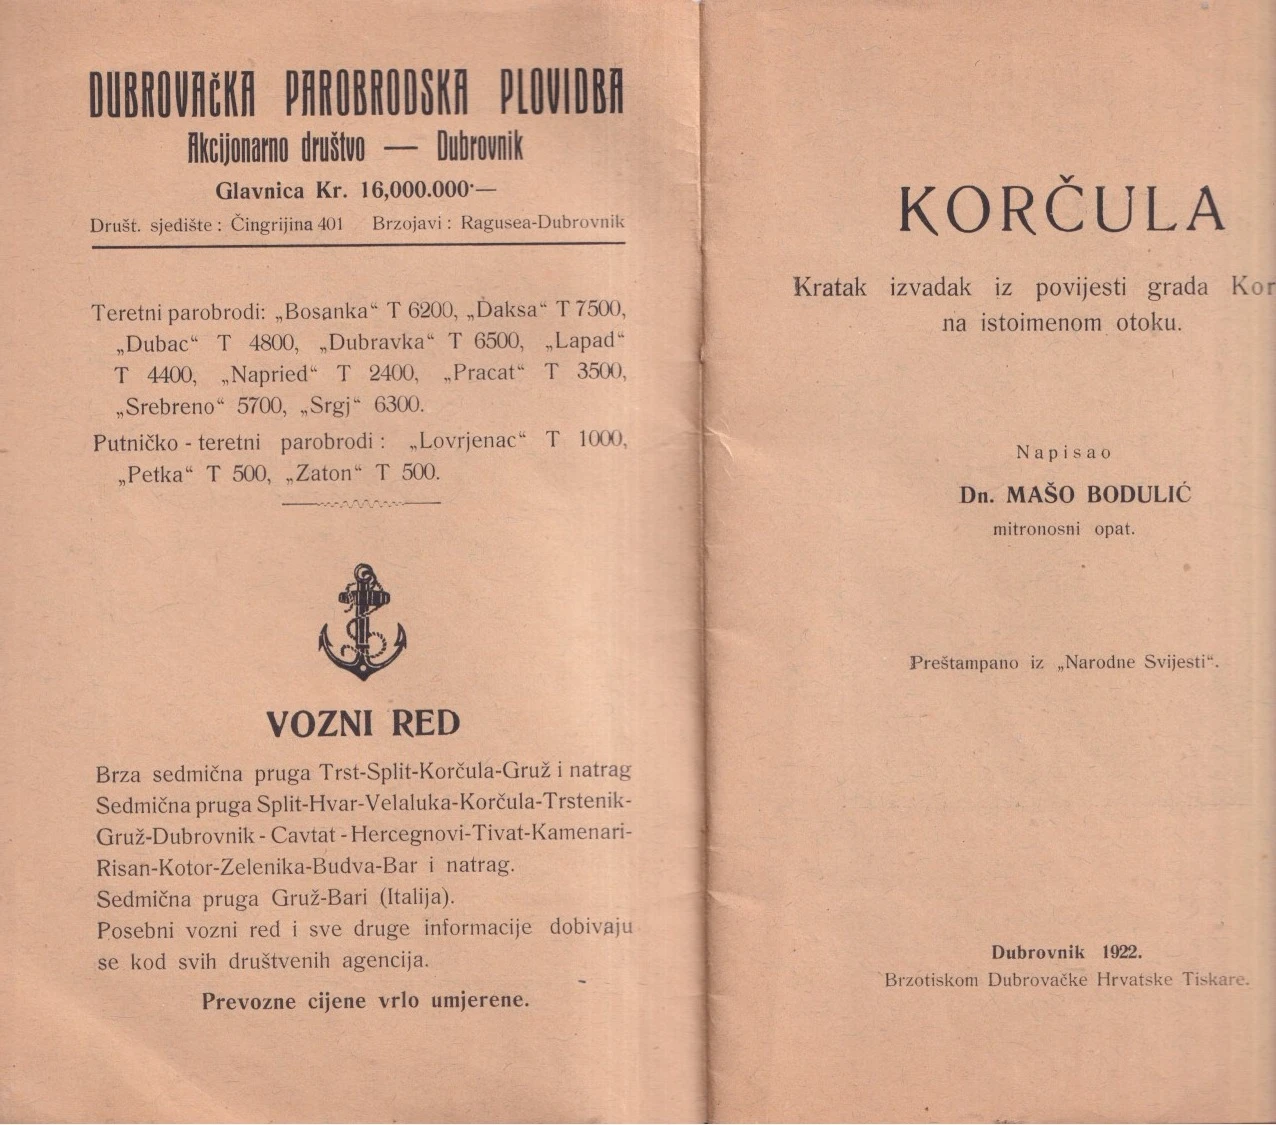 DUBROVAČKA PAROBRODSKA PLOVIDBA
Akcijonarno društvo — Dubrovnik
Glavnica Kr. 16,000.000·—
Društ. sjedište : Čingrijina 401 Brzojavi : Ragusea-Dubrovnik
Teretni parobrodi: „Bosanka“ T 6200, „Daksa“ T 7500,
„Dubac“ T 4800, „Dubravka“ T 6500, „Lapad“
T 4400, „Napried“ T 2400, „Pracat“ T 3500,
„Srebreno“ 5700, „Srgj“ 6300.
Putničko - teretni parobrodi : „Lovrjenac“ T 1000,
„Petka“ T 500, „Zaton“ T 500.
VOZNI RED
Brza sedmična pruga Trst-Split-Korčula-Gruž i natrag
Sedmična pruga Split-Hvar-Velaluka-Korčula-Trstenik-
Gruž-Dubrovnik - Cavtat - Hercegnovi-Tivat-Kamenari-
Risan-Kotor-Zelenika-Budva-Bar i natrag.
Sedmična pruga Gruž-Bari (Italija).
Posebni vozni red i sve druge informacije dobivaju
se kod svih društvenih agencija.
Prevozne cijene vrlo umjerene.
KORČULA
Kratak izvadak iz povijesti grada Kor
na istoimenom otoku.
Napisao
Dn. MAŠO BODULIĆ
mitronosni opat.
Preštampano iz „Narodne Svijesti“.
Dubrovnik 1922.
Brzotiskom Dubrovačke Hrvatske Tiskare.